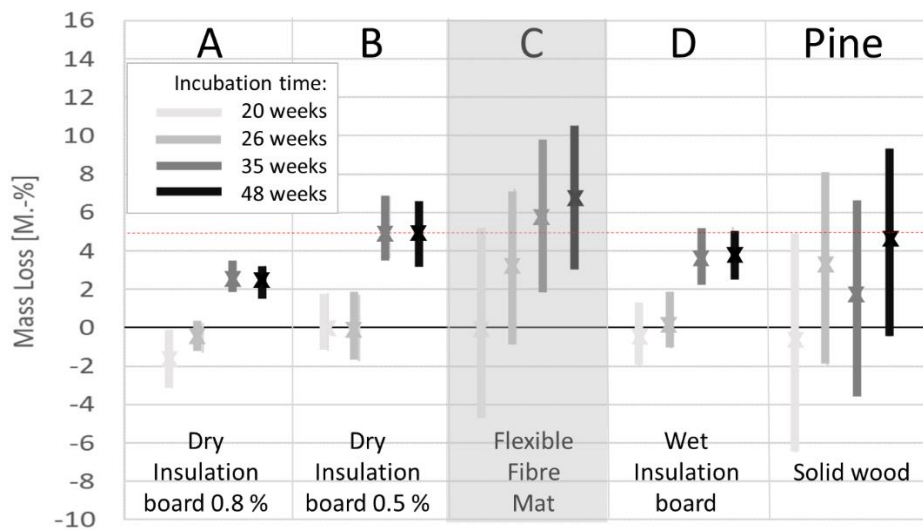 A
B
C
D
Pine
Incubation time:
20 weeks
26 weeks
35 weeks
48 weeks
Mass Loss [M.-%]
16
14
12
10
8
6
4
2
0
-2
-4
-6
-8
-10
Dry
Insulation
board 0.8 %
Dry
Insulation
board 0.5 %
Flexible
Fibre
Mat
Wet
Insulation
board
Solid wood